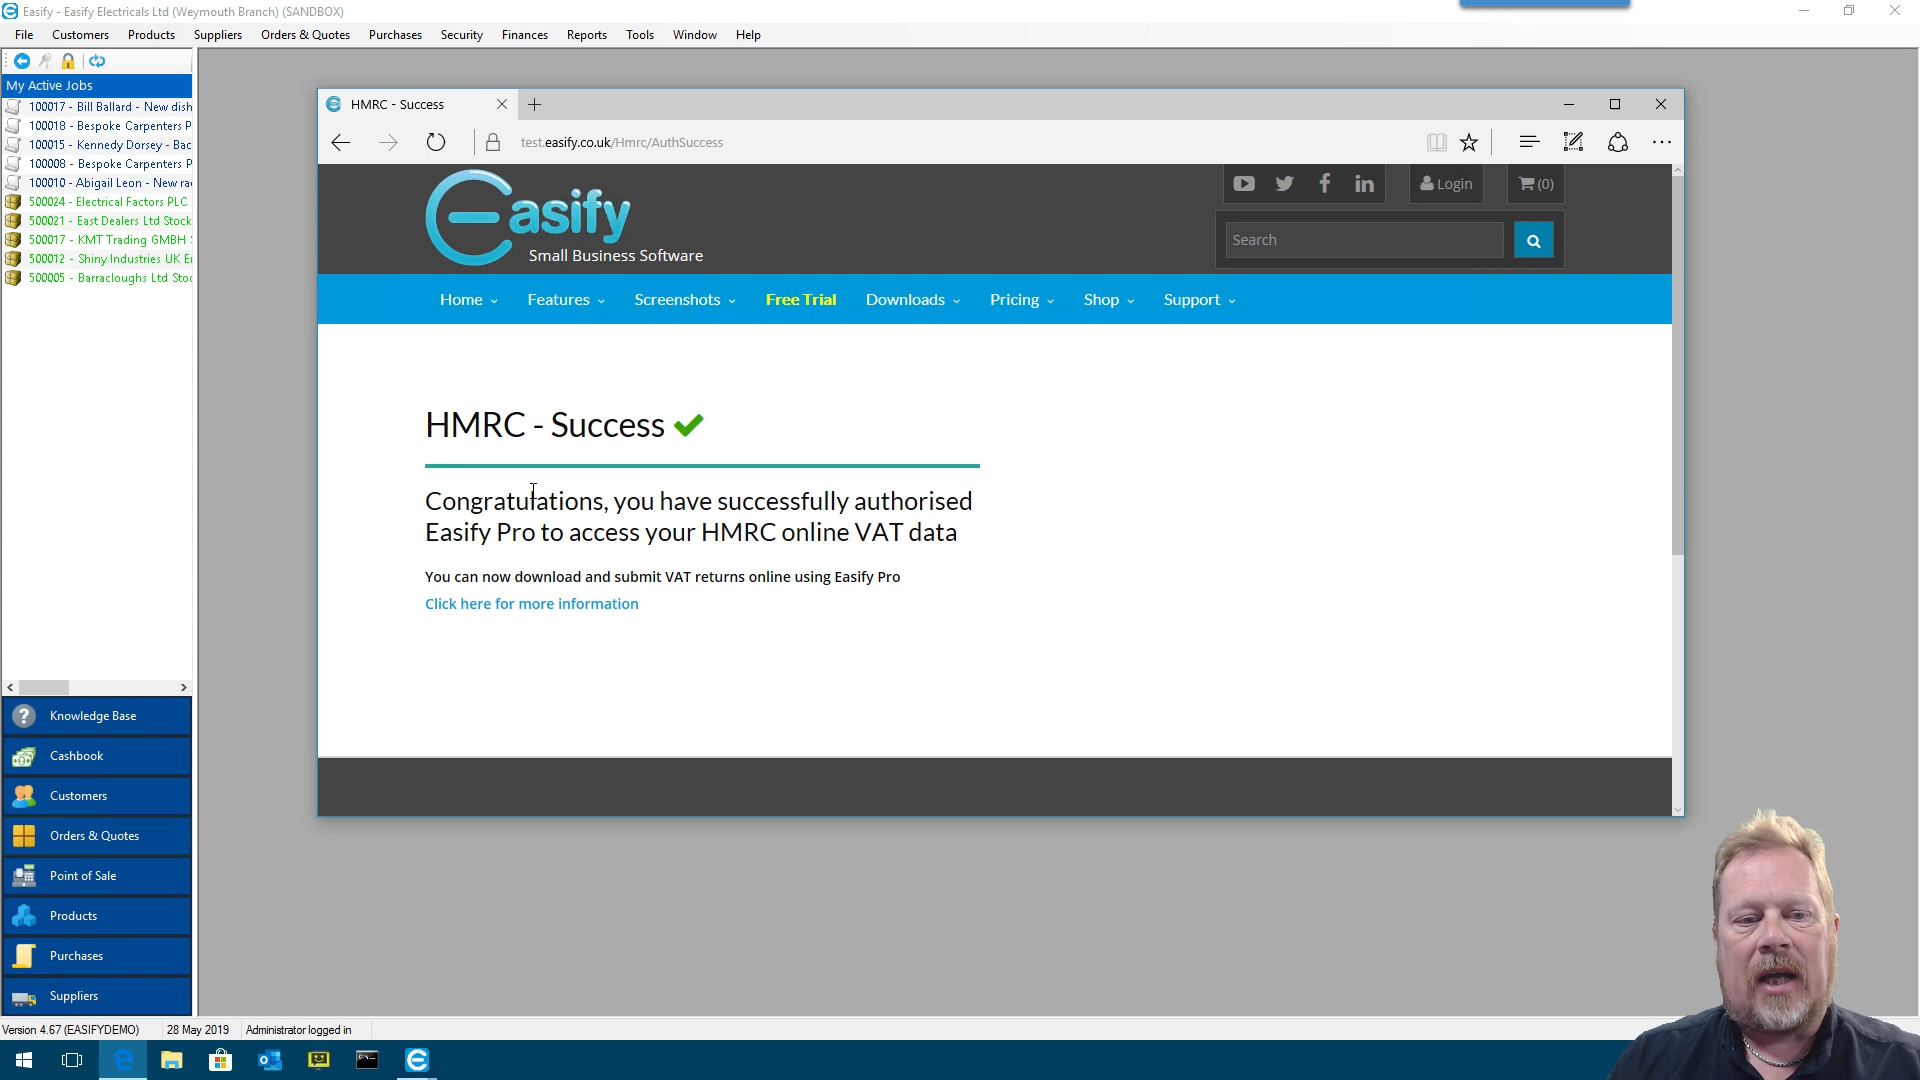 Easify - Easify Electricals Ltd (Weymouth Branch) (SANDBOX)
File Customers Products Suppliers Orders & Quotes Purchases Security Finances Reports Tools Window Help
My Active Jobs
100017 - Bill Ballard - New dish
100018 - Bespoke Carpenters P
100015 - Kennedy Dorsey - Bac
100008 - Bespoke Carpenters P
100010 - Abigail Leon - New ra
500024 - Electrical Factors PLC
500021 - East Dealers Ltd Stock
500017 - KMT Trading GMBH
500012 - Shiny Industries UK
500005 - Barracloughs Ltd Stoc
Knowledge Base
Cashbook
Customers
Orders & Quotes
Point of Sale
Products
Purchases
Suppliers
HMRC - Success
test.easify.co.uk/Hmrc/AuthSuccess
Easify
Small Business Software
Login
(0)
Search
Home Features Screenshots Free Trial Downloads Pricing Shop Support
HMRC - Success
Congratulations, you have successfully authorised
Easify Pro to access your HMRC online VAT data
You can now download and submit VAT returns online using Easify Pro
Click here for more information
Version 4.67 (EASIFYDEMO) 28 May 2019 Administrator logged in